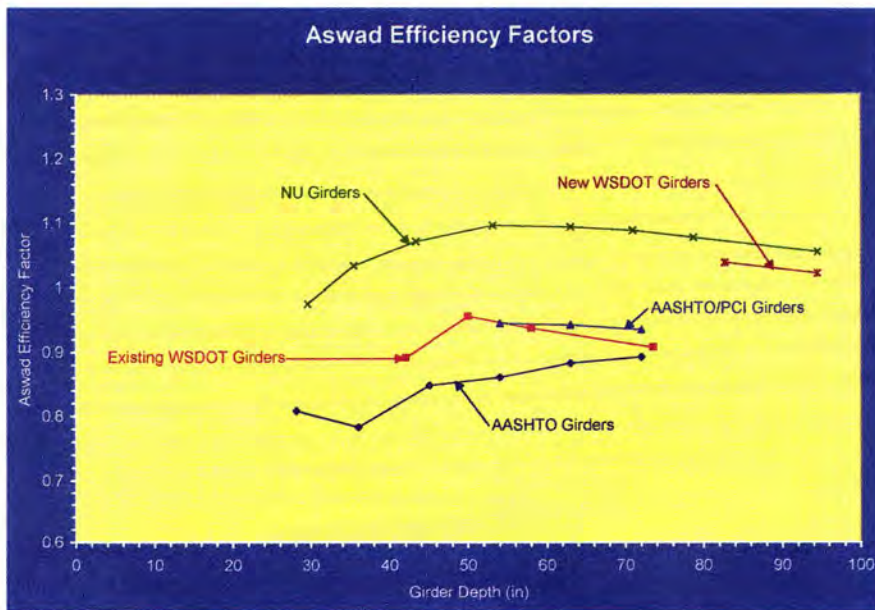 Aswad Efficiency Factors
1.3
1.2
1.1
1
0.9
0.8
0.7
0.6
Aswad Efficiency Factor
NU Girders
New WSDOT Girders
AASHTO/PCI Girders
Existing WSDOT Girders
AASHTO Girders
0 10 20 30 40 50 60 70 80 90 100
Girder Depth (in)